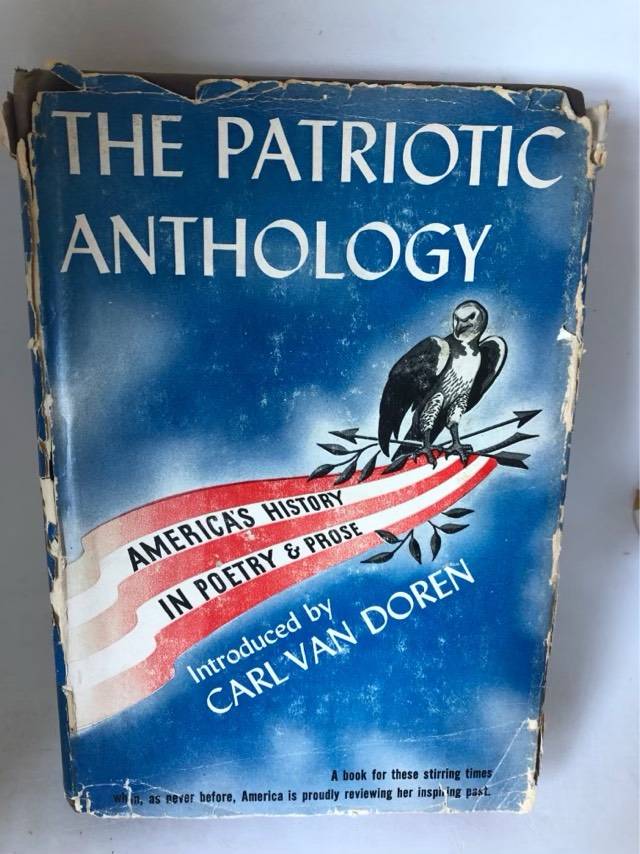 THE PATRIOTIC
ANTHOLOGY
AMERICA'S HISTORY
IN POETRY & PROSE
Introduced by
CARL VAN DOREN
A book for these stirring times
when, as never before, America is proudly reviewing her inspiring past.